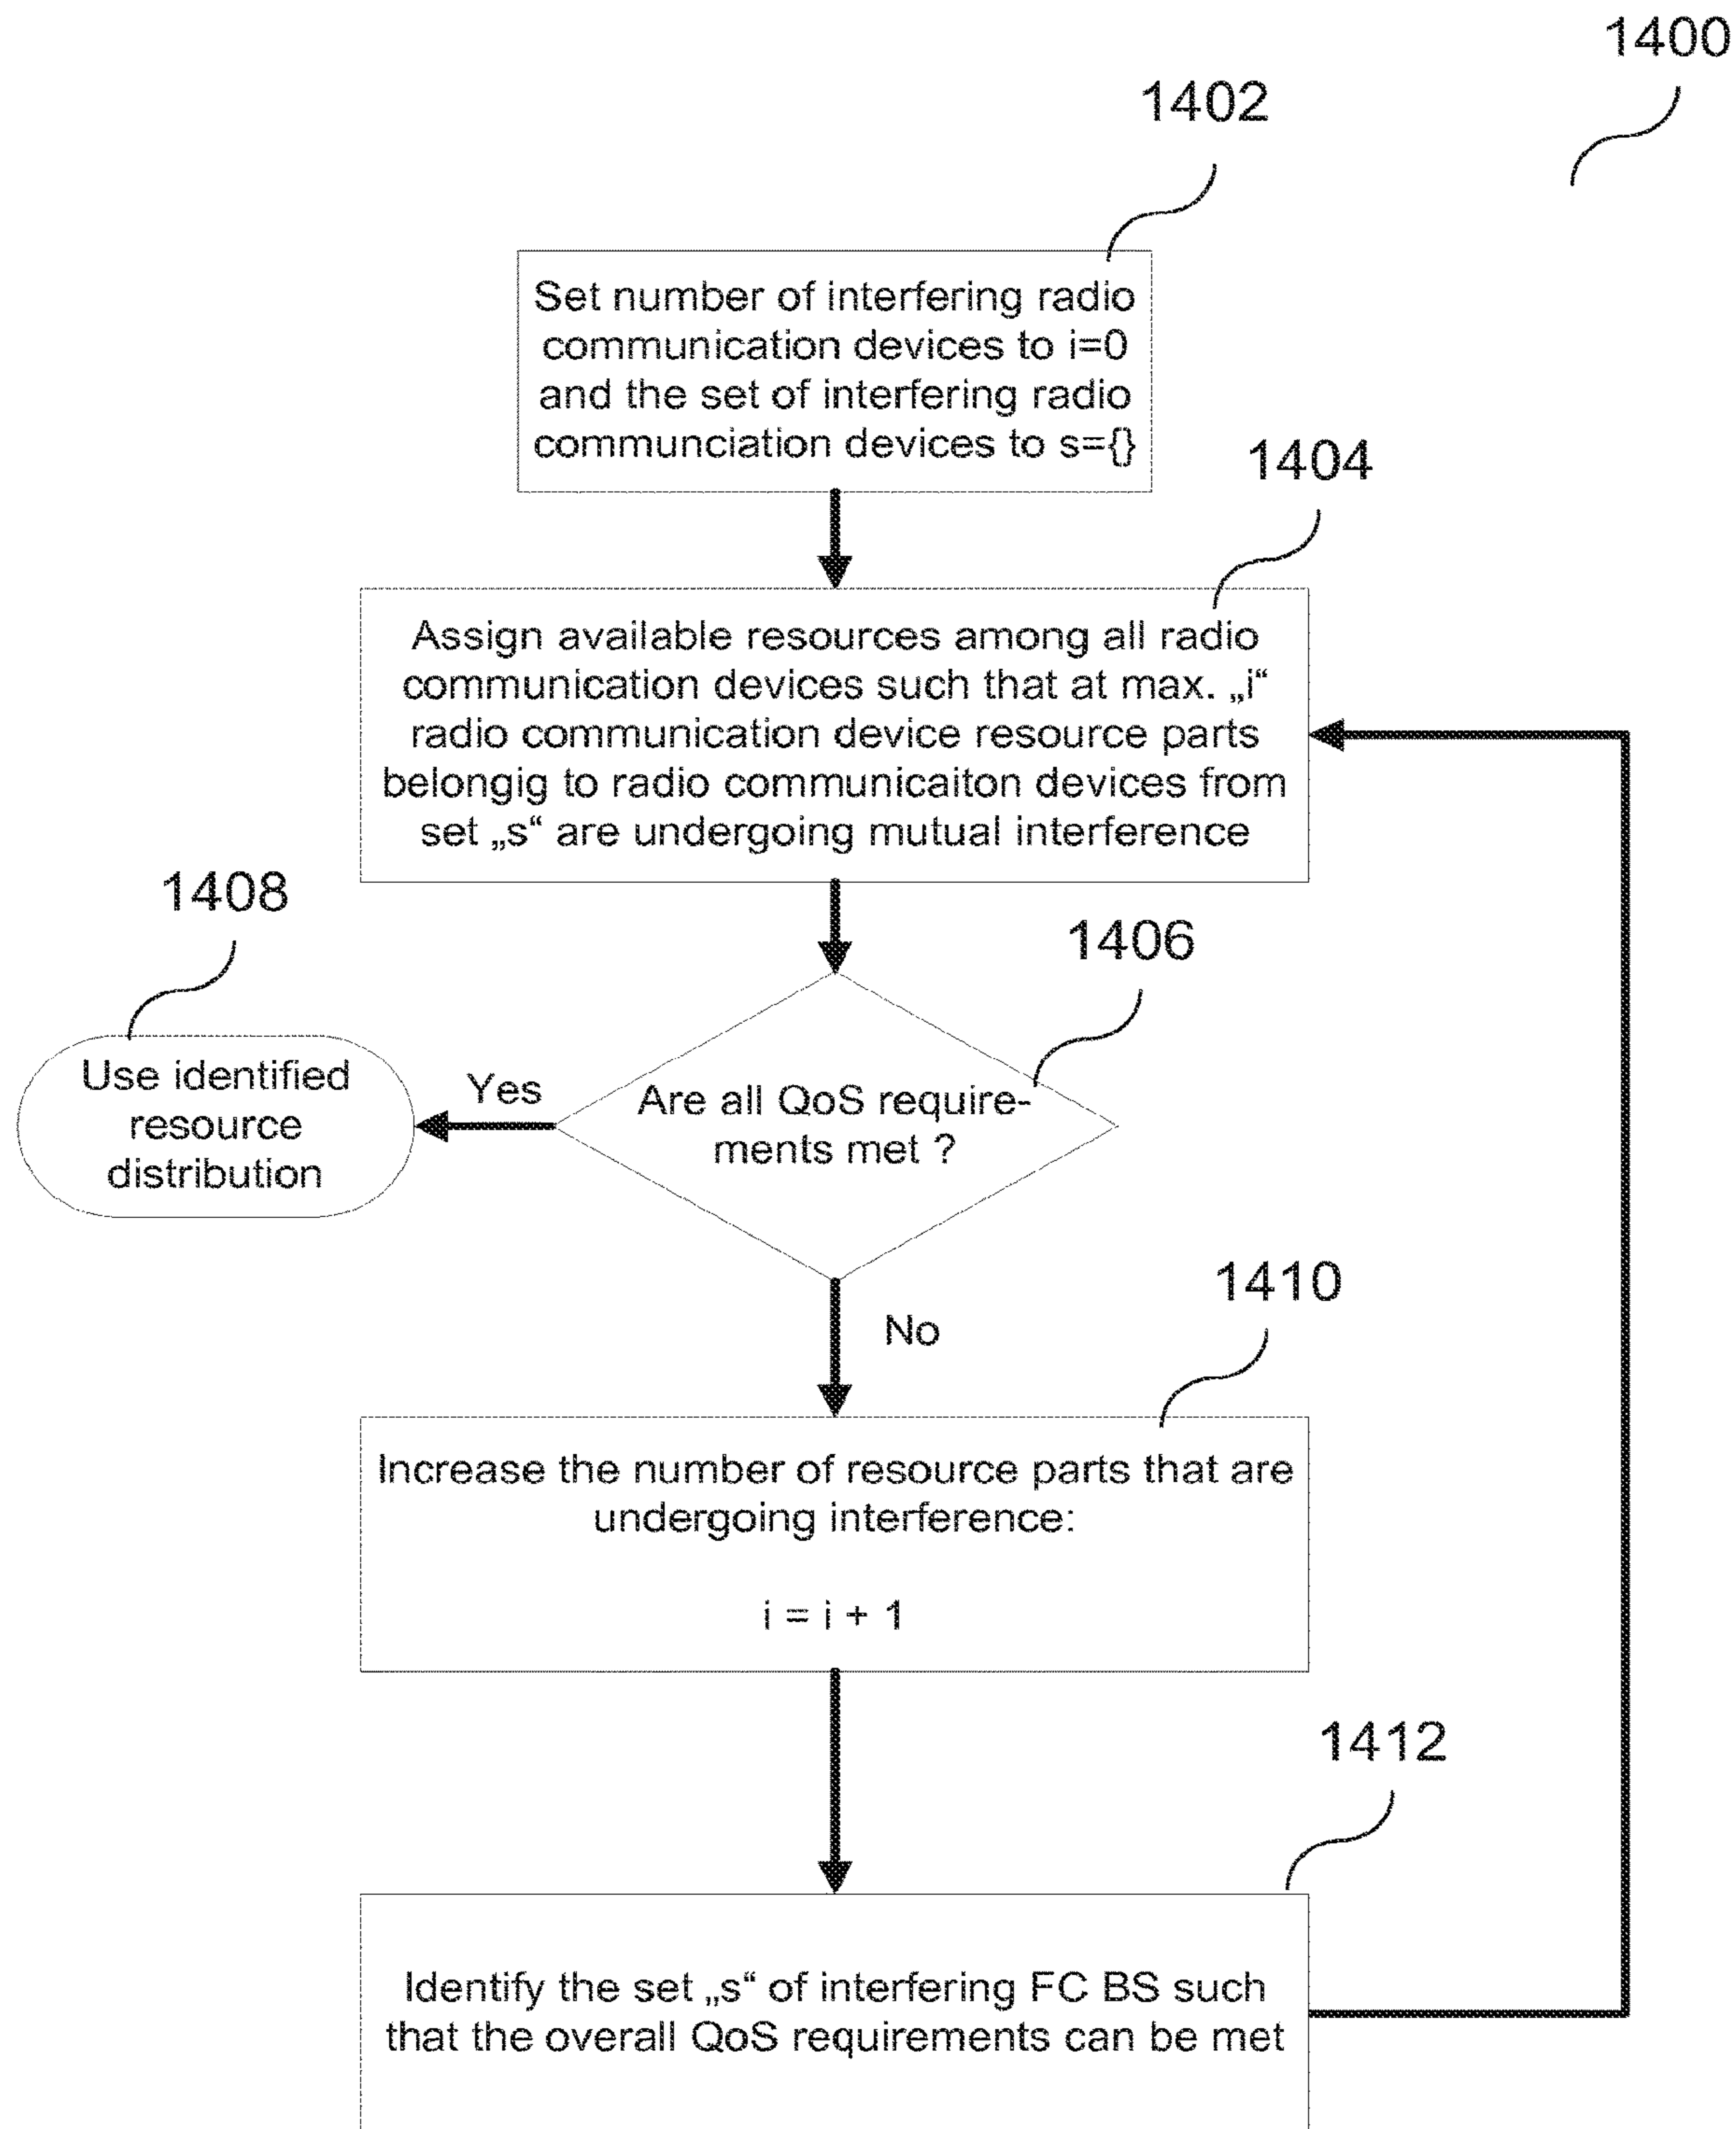 1400
1402
Set number of interfering radio
communication devices to i=0
and the set of interfering radio
communciation devices to s={}
1404
Assign available resources among all radio
communication devices such that at max. „i“
radio communication device resource parts
belongig to radio communicaiton devices from
set „s“ are undergoing mutual interference
1408
1406
Use identified
resource
distribution
Yes
Are all QoS require-
ments met ?
No
1410
Increase the number of resource parts that are
undergoing interference:
i = i + 1
1412
Identify the set „s“ of interfering FC BS such
that the overall QoS requirements can be met